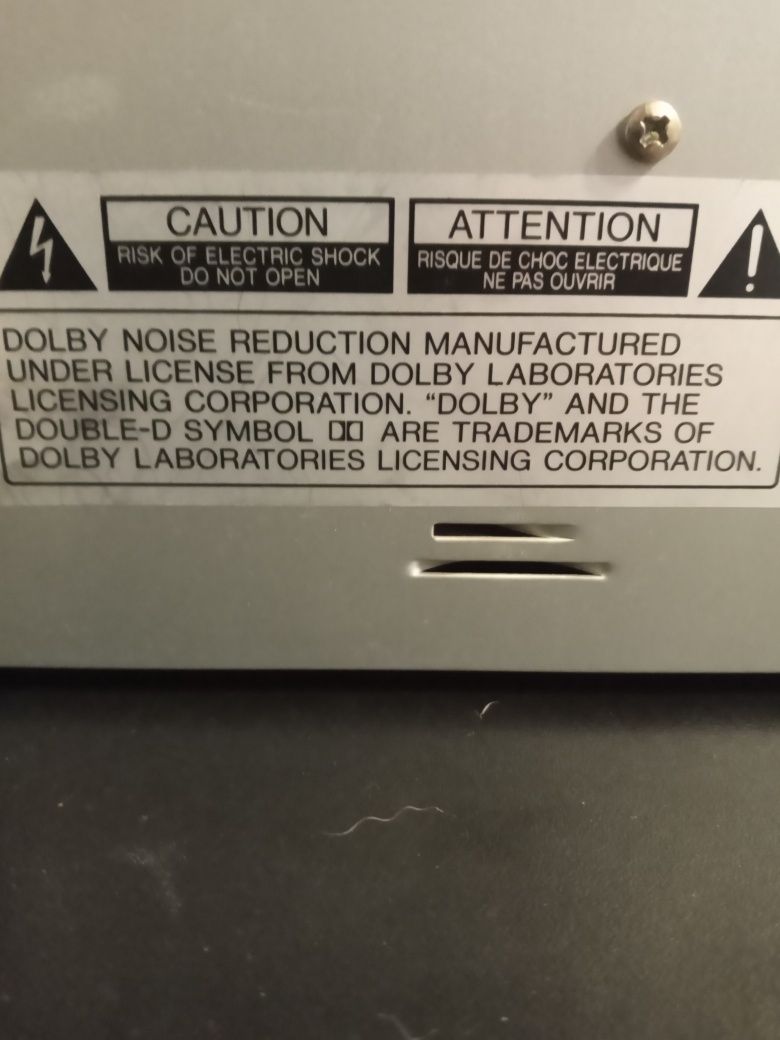 CAUTION
RISK OF ELECTRIC SHOCK
DO NOT OPEN
ATTENTION
RISQUE DE CHOC ELECTRIQUE
NE PAS OUVRIR
DOLBY NOISE REDUCTION MANUFACTURED
UNDER LICENSE FROM DOLBY LABORATORIES
LICENSING CORPORATION. “DOLBY” AND THE
DOUBLE-D SYMBOL ARE TRADEMARKS OF
DOLBY LABORATORIES LICENSING CORPORATION.